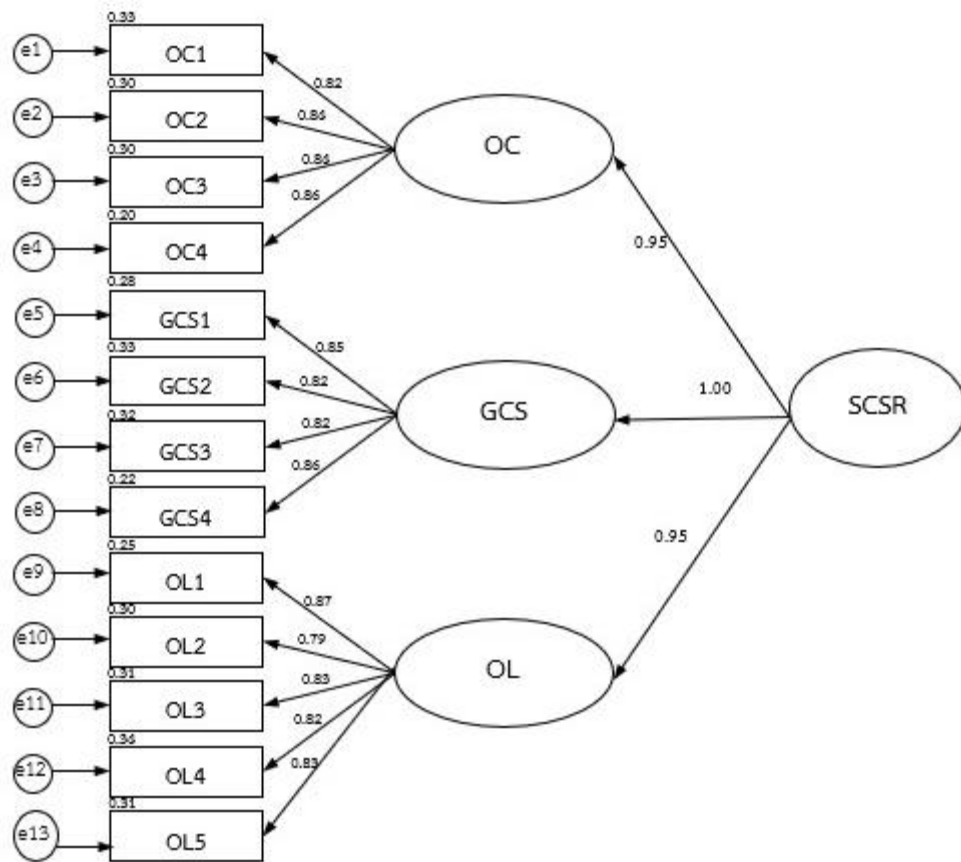 0.33
e1
OC1
0.82
0.30
e2
OC2
0.86
0.30
e3
OC3
0.86
0.20
e4
OC4
0.86
OC
0.95
0.28
e5
GCS1
0.85
0.33
e6
GCS2
0.82
0.32
e7
GCS3
0.82
0.22
e8
GCS4
0.86
GCS
1.00
SCSR
0.25
e9
OL1
0.87
0.30
e10
OL2
0.79
0.31
e11
OL3
0.83
0.36
e12
OL4
0.82
0.31
e13
OL5
0.83
OL
0.95